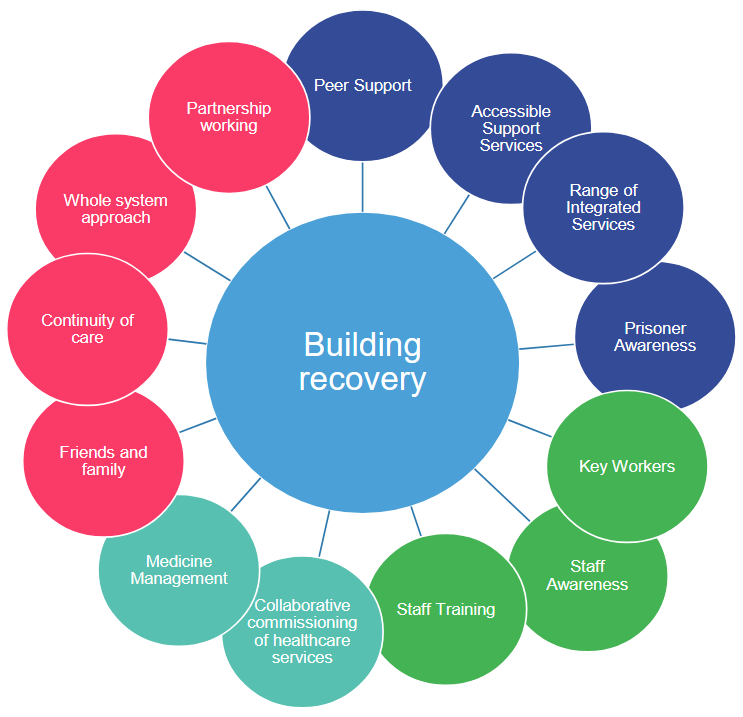 Peer Support
Accessible
Support
Services
Range of
Integrated
Services
Prisoner
Awareness
Key Workers
Staff
Awareness
Staff Training
Collaborative
commissioning
of healthcare
services
Medicine
Management
Friends and
family
Continuity of
care
Whole system
approach
Partnership
working
Building
recovery